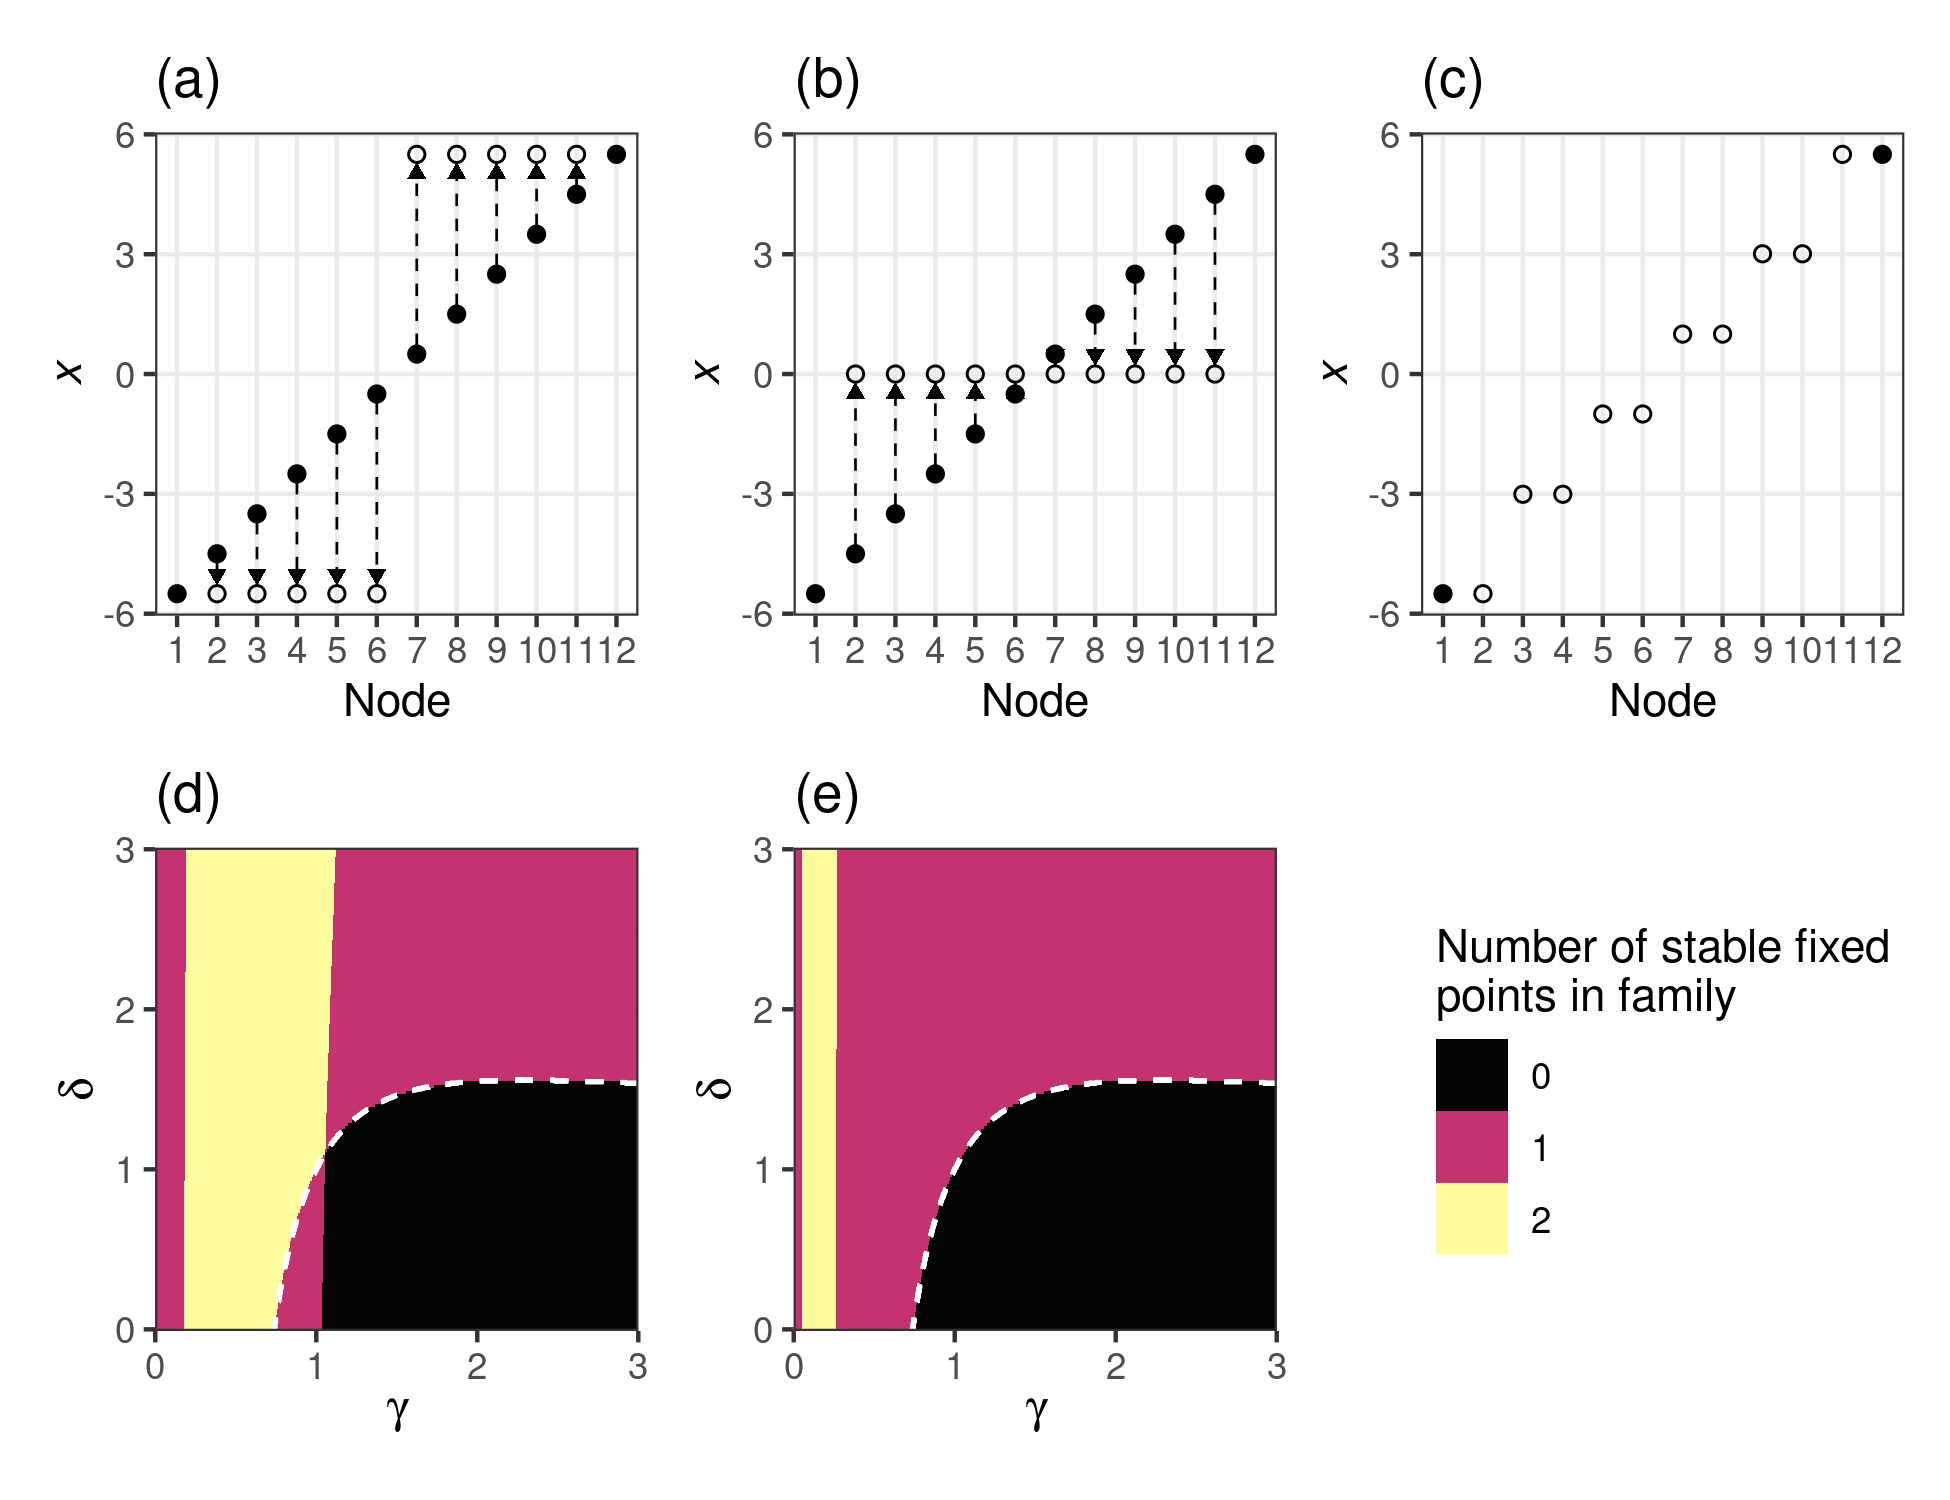 (a) (b) (c)
6 6 6
3 3 3
x 0 x 0 x 0
-3 -3 -3
-6 -6 -6
1 2 3 4 5 6 7 8 9 10 11 12 1 2 3 4 5 6 7 8 9 10 11 12 1 2 3 4 5 6 7 8 9 10 11 12
Node Node Node
(d) (e)
3 3
Number of stable fixed
points in family
2 2
0
δ δ
1
1 1
2
0 0
0 1 2 3 0 1 2 3
γ γ